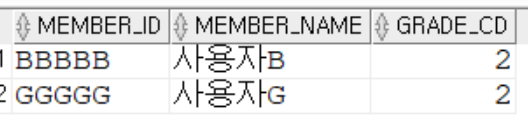 MEMBER_ID MEMBER_NAME GRADE_CD
1 BBBBB 사용자B 2
2 GGGGG 사용자G 2